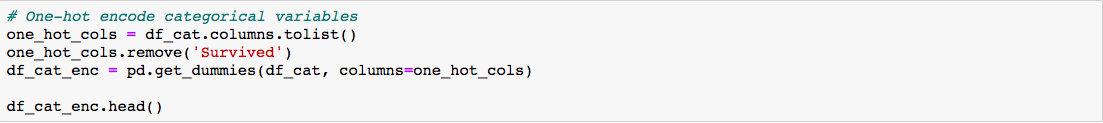 # One-hot encode categorical variables
one_hot_cols = df_cat.columns.tolist()
one_hot_cols.remove('Survived')
df_cat_enc = pd.get_dummies(df_cat, columns=one_hot_cols)
df_cat_enc.head()